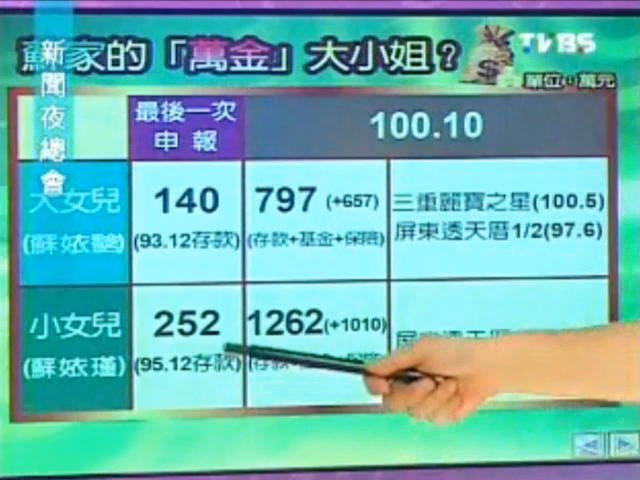 蘇家的「萬金」大小姐？
TVBS
新聞夜總會
單位：萬元
最後一次
申報
100.10
大女兒
140
797 (+657)
三重麗寶之星(100.5)
(93.12存款)
(存款+基金+保險)
屏東透天厝1/2(97.6)
小女兒
252
1262(+1010)
(蘇㛄瑾)
(95.12存款)